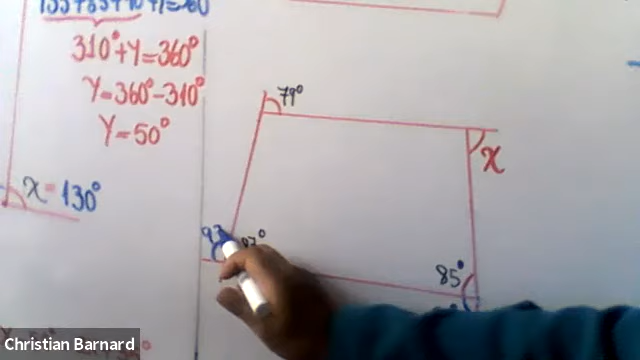 310°+Y=360°
Y=360°-310°
Y=50°
x=130°
79°
x
85°
Christian Barnard